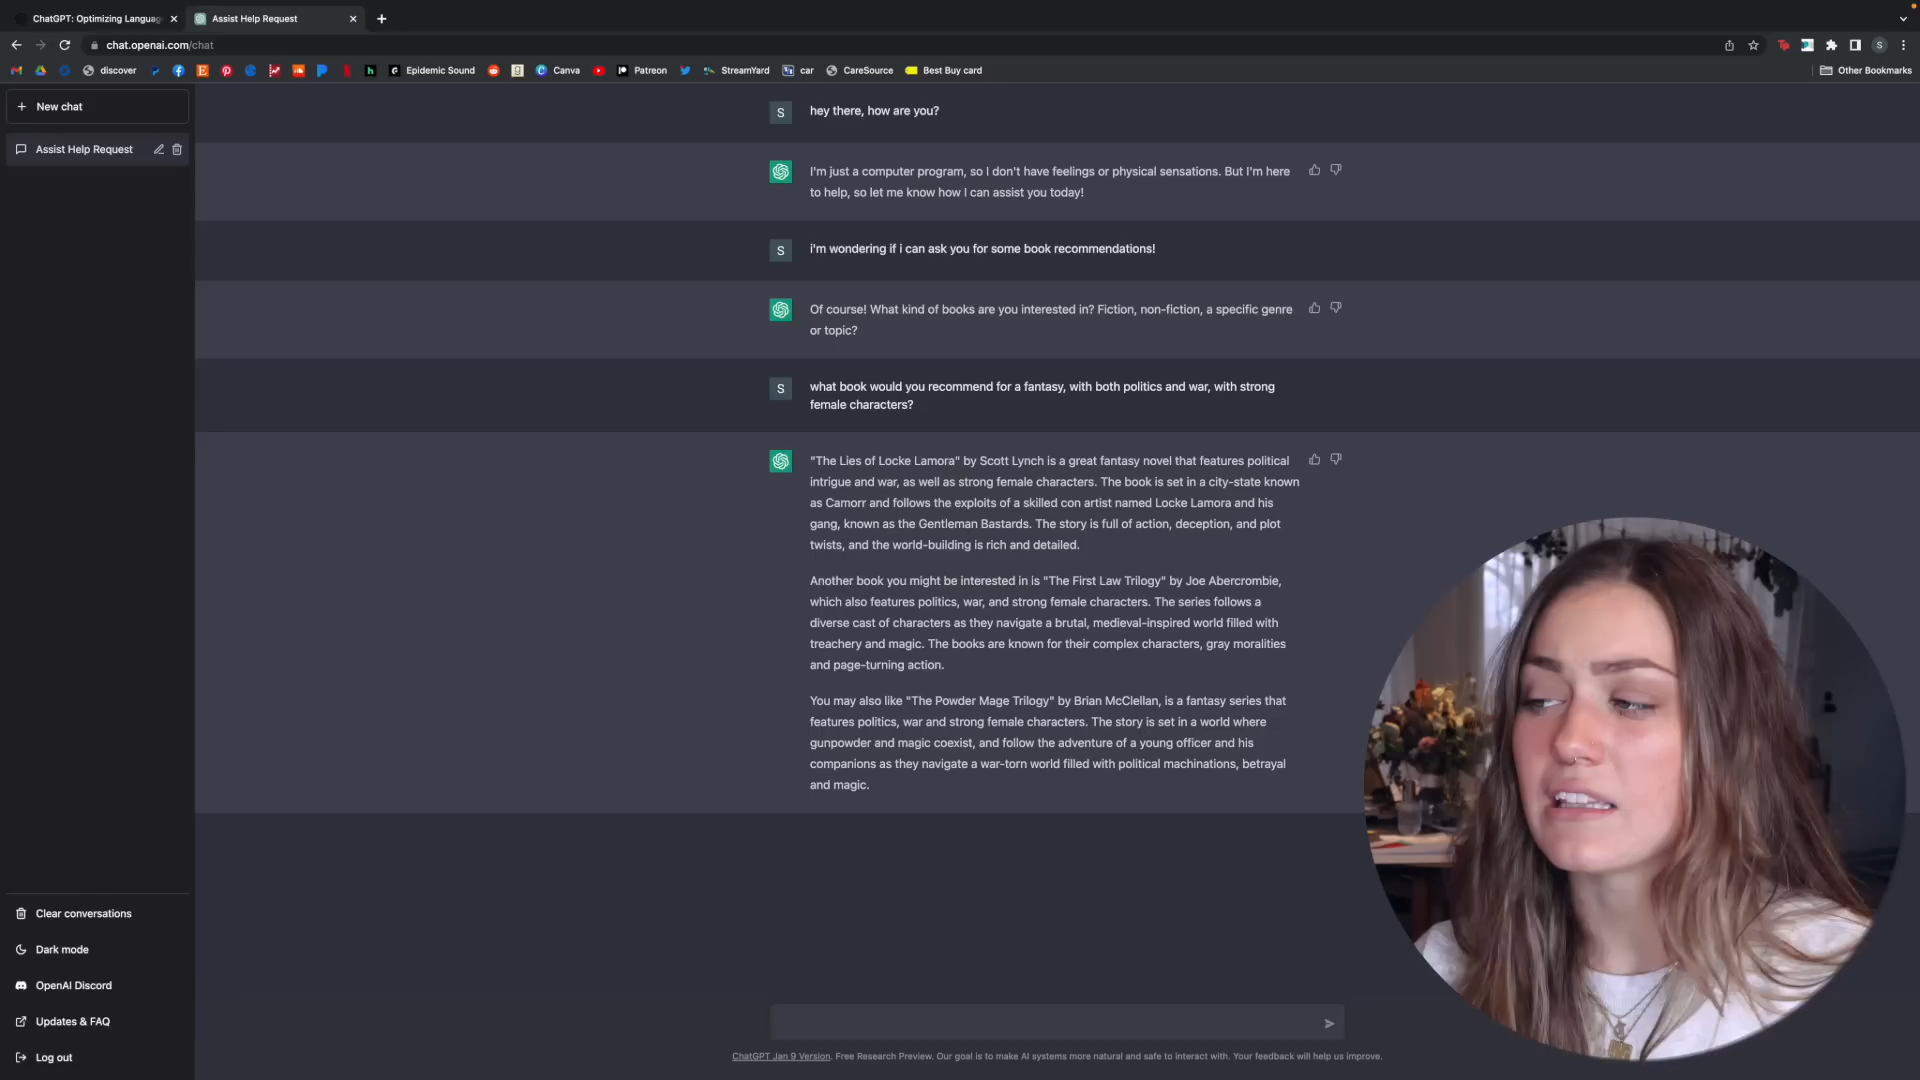 ChatGPT: Optimizing Languag
Assist Help Request
chat.openai.com/chat
discover
Epidemic Sound
Canva
Patreon
StreamYard
car
CareSource
Best Buy card
Other Bookmarks
New chat
Assist Help Request
S hey there, how are you?
I'm just a computer program, so I don't have feelings or physical sensations. But I'm here
to help, so let me know how I can assist you today!
S i'm wondering if i can ask you for some book recommendations!
Of course! What kind of books are you interested in? Fiction, non-fiction, a specific genre
or topic?
S what book would you recommend for a fantasy, with both politics and war, with strong
female characters?
"The Lies of Locke Lamora" by Scott Lynch is a great fantasy novel that features political
intrigue and war, as well as strong female characters. The book is set in a city-state known
as Camorr and follows the exploits of a skilled con artist named Locke Lamora and his
gang, known as the Gentleman Bastards. The story is full of action, deception, and plot
twists, and the world-building is rich and detailed.
Another book you might be interested in is "The First Law Trilogy" by Joe Abercrombie,
which also features politics, war, and strong female characters. The series follows a
diverse cast of characters as they navigate a brutal, medieval-inspired world filled with
treachery and magic. The books are known for their complex characters, gray moralities
and page-turning action.
You may also like "The Powder Mage Trilogy" by Brian McClellan, is a fantasy series that
features politics, war and strong female characters. The story is set in a world where
gunpowder and magic coexist, and follow the adventure of a young officer and his
companions as they navigate a war-torn world filled with political machinations, betrayal
and magic.
Clear conversations
Dark mode
OpenAI Discord
Updates & FAQ
Log out
ChatGPT Jan 9 Version. Free Research Preview. Our goal is to make AI systems more natural and safe to interact with. Your feedback will help us improve.